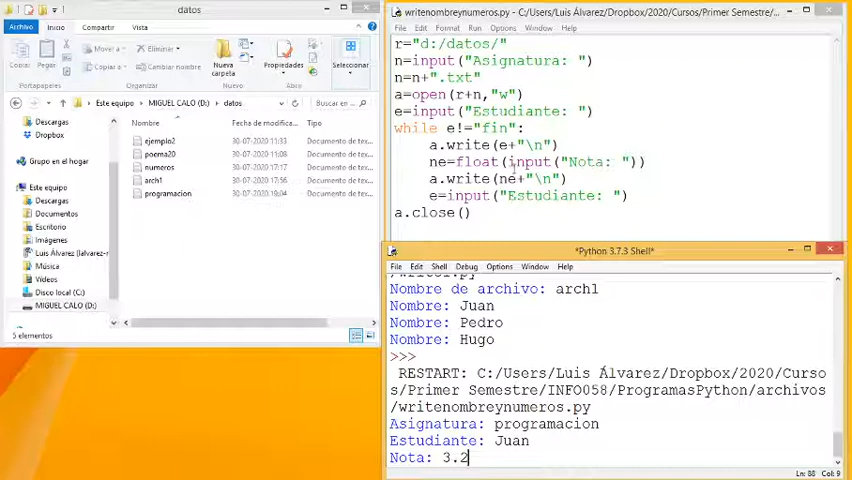 datos
Archivo Inicio Compartir Vista
Copiar Pegar
Mover a
Copiar a
Eliminar
Cambiar nombre
Nueva carpeta
Propiedades
Seleccionar
Portapapeles
Organizar
Nuevo
Abrir
Este equipo MIGUEL CALO (D:) datos
Buscar en ...
Nombre Fecha de modifica... Tipo
Descargas
Dropbox
Grupo en el hogar
Este equipo
Descargas
Escritorio
Imágenes
Luis Álvarez (lalvarez-l
Música
Videos
Disco local (C:)
MIGUEL CALO (D:)
ejemplo2 30-07-2020 11:33 Documento de tex...
poema20 30-07-2020 11:08 Documento de tex...
numeros 30-07-2020 17:17 Documento de tex...
arch1 30-07-2020 17:56 Documento de tex...
programacion 30-07-2020 19:04 Documento de tex...
5 elementos
writenombreynumeros.py - C:/Users/Luis Álvarez/Dropbox/2020/Cursos/Primer Semestre/...
File Edit Format Run Options Window Help
r="d:/datos/"
n=input("Asignatura: ")
n=n+".txt"
a=open(r+n,"w")
e=input("Estudiante: ")
while e!="fin":
a.write(e+"\n")
ne=float(input("Nota: "))
a.write(ne+"\n")
e=input("Estudiante: ")
a.close()
*Python 3.7.3 Shell*
File Edit Shell Debug Options Window Help
Nombre de archivo: arch1
Nombre: Juan
Nombre: Pedro
Nombre: Hugo
>>>
RESTART: C:/Users/Luis Álvarez/Dropbox/2020/Curso
s/Primer Semestre/INFO058/ProgramasPython/archivos
/writenombreynumeros.py
Asignatura: programacion
Estudiante: Juan
Nota: 3.2
Ln: 88 Col: 9